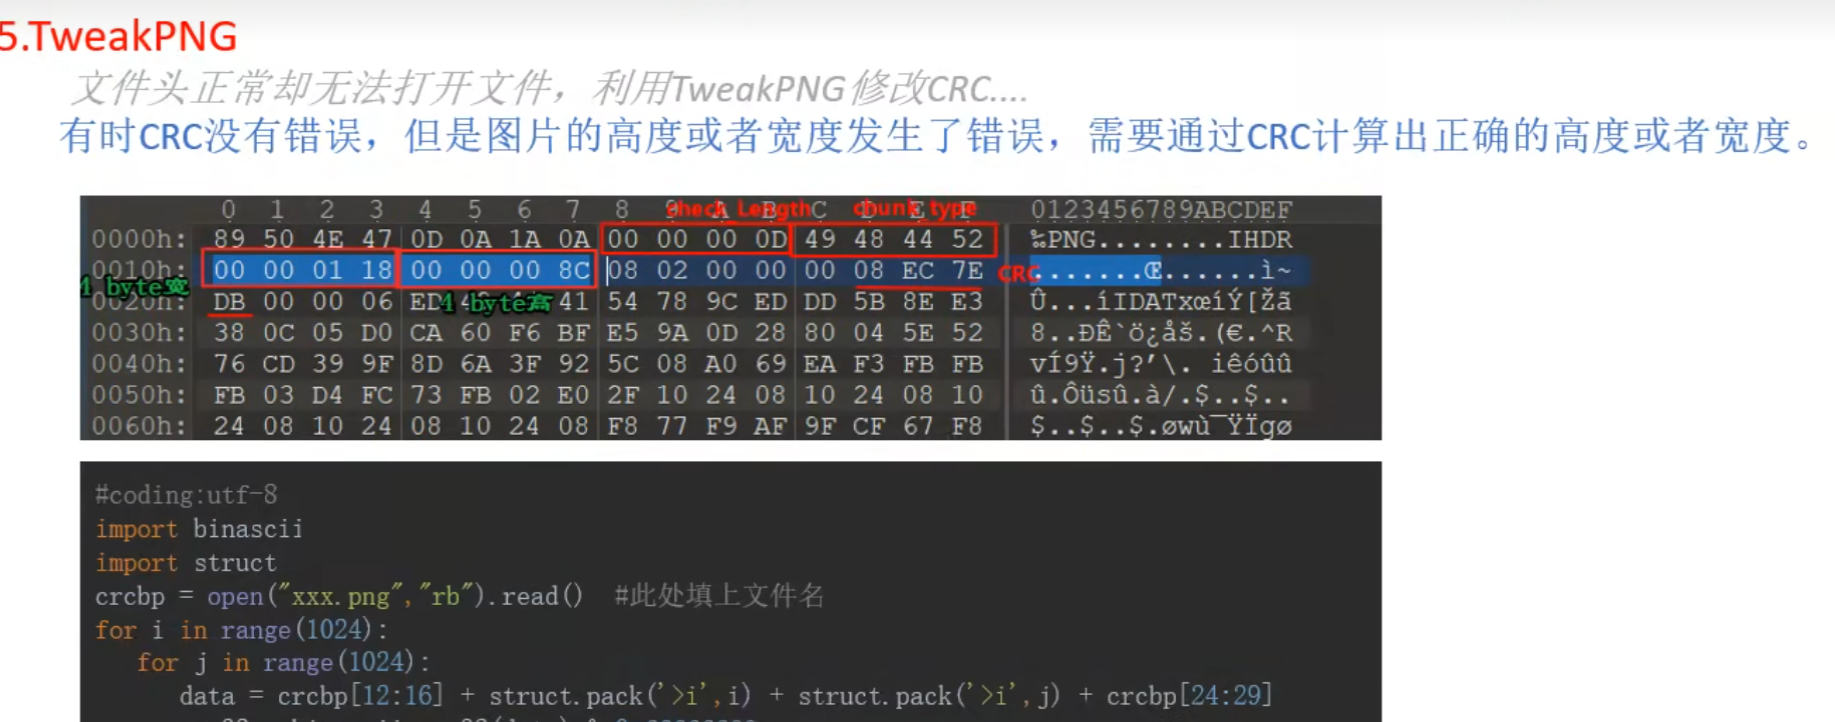 5.TweakPNG
文件头正常却无法打开文件，利用TweakPNG修改CRC....
有时CRC没有错误，但是图片的高度或者宽度发生了错误，需要通过CRC计算出正确的高度或者宽度。
check_Length chunk_type
0 1 2 3 4 5 6 7 8 9 A B C D E F 0123456789ABCDEF
0000h: 89 50 4E 47 0D 0A 1A 0A 00 00 00 0D 49 48 44 52 ‰PNG........IHDR
0010h: 00 00 01 18 00 00 00 8C 08 02 00 00 00 08 EC 7E CRC .......Œ......ì~
4 byte宽 4 byte高
0020h: DB 00 00 06 ED 49 41 54 78 9C ED DD 5B 8E E3 Û...íIDATxœíÝ[Žã
0030h: 38 0C 05 D0 CA 60 F6 BF E5 9A 0D 28 80 04 5E 52 8..ÐÊ`ö¿åš.(€.^R
0040h: 76 CD 39 9F 8D 6A 3F 92 5C 08 A0 69 EA F3 FB FB vÍ9Ÿ.j?’\. iêóûû
0050h: FB 03 D4 FC 73 FB 02 E0 2F 10 24 08 10 24 08 10 û.Ôüsû.à/.$..$..
0060h: 24 08 10 24 08 10 24 08 F8 77 F9 AF 9F CF 67 F8 $..$..$.øwù¯ŸÏgø
#coding:utf-8
import binascii
import struct
crcbp = open("xxx.png","rb").read() #此处填上文件名
for i in range(1024):
for j in range(1024):
data = crcbp[12:16] + struct.pack('>i',i) + struct.pack('>i',j) + crcbp[24:29]